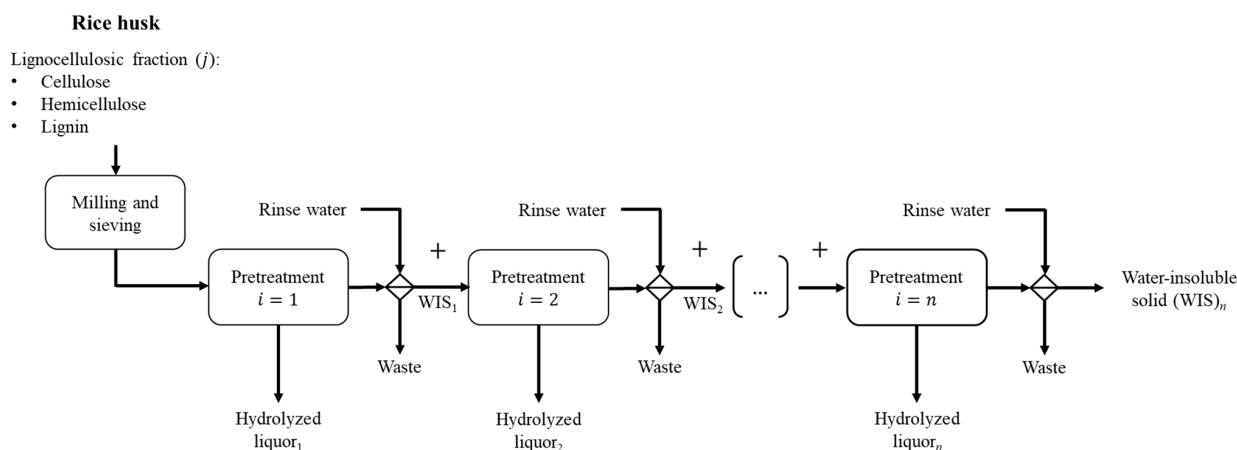 Rice husk
Lignocellulosic fraction (j):
• Cellulose
• Hemicellulose
• Lignin
Milling and
sieving
Rinse water
Rinse water
Rinse water
+
+
+
Pretreatment
i = 1
WIS₁
Pretreatment
i = 2
WIS₂
...
Pretreatment
i = n
Water-insoluble
solid (WIS)ₙ
Waste
Waste
Waste
Hydrolyzed
liquor₁
Hydrolyzed
liquor₂
Hydrolyzed
liquorₙ